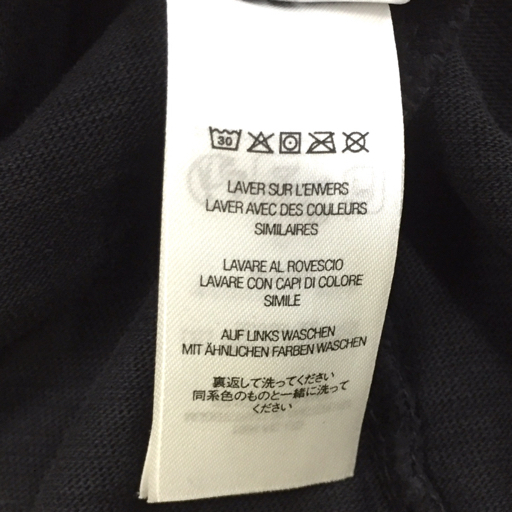 30
LAVER SUR L'ENVERS
LAVER AVEC DES COULEURS
SIMILAIRES
LAVARE AL ROVESCIO
LAVARE CON CAPI DI COLORE
SIMILE
AUF LINKS WASCHEN
MIT ÄHNLICHEN FARBEN WASCHEN
裏返して洗ってください
同系色のものと一緒に洗って
ください